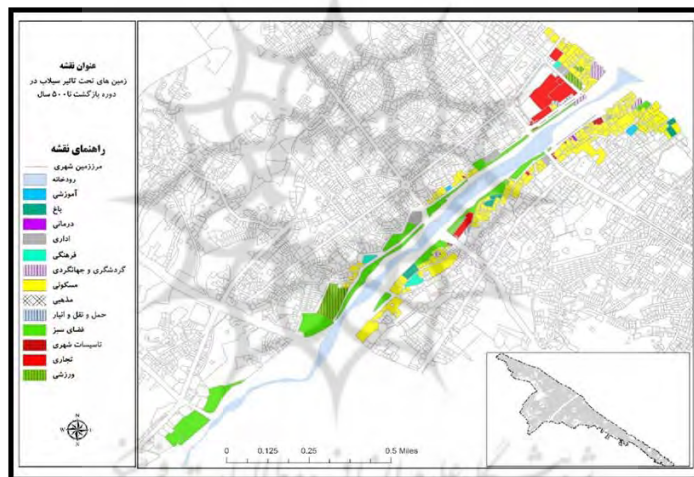 عنوان نقشه
زمین های تحت تاثیر سیلاب در
دوره بازگشت تا ۵۰۰ سال
راهنمای نقشه
مرززمین شهری
رودخانه
آموزشی
باغ
درمانی
اداری
فرهنگی
گردشگری و جهانگردی
مسکونی
مذهبی
حمل و نقل و انبار
فضای سبز
تاسیسات شهری
تجاری
ورزشی
N
W
E
S
0 0.125 0.25 0.5 Miles